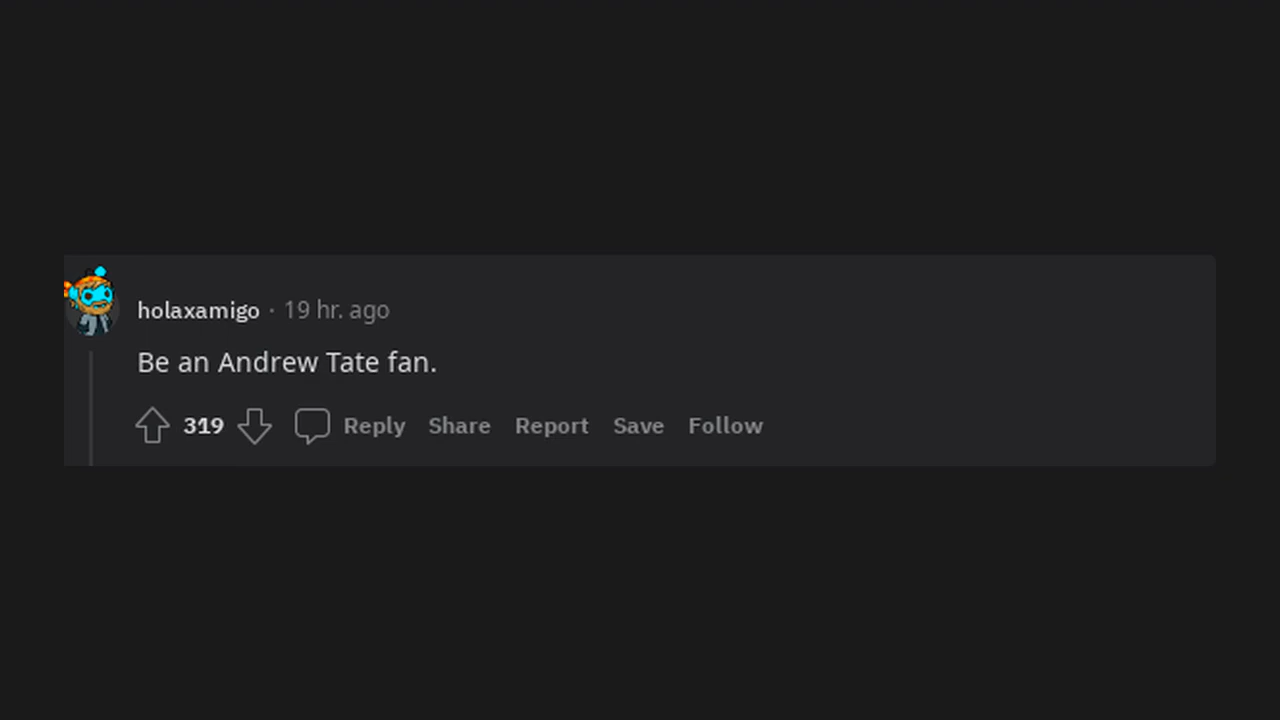 holaxamigo · 19 hr. ago
Be an Andrew Tate fan.
319 Reply Share Report Save Follow